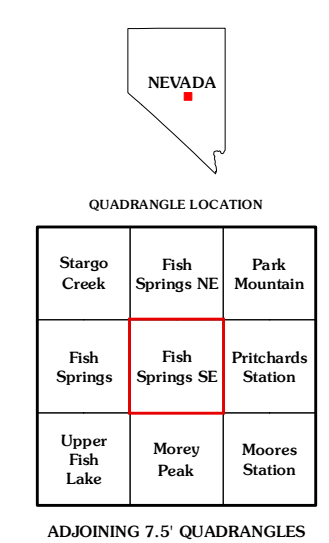 NEVADA
QUADRANGLE LOCATION
Stargo
Creek
Fish
Springs NE
Park
Mountain
Fish
Springs
Fish
Springs SE
Pritchards
Station
Upper
Fish
Lake
Morey
Peak
Moores
Station
ADJOINING 7.5' QUADRANGLES